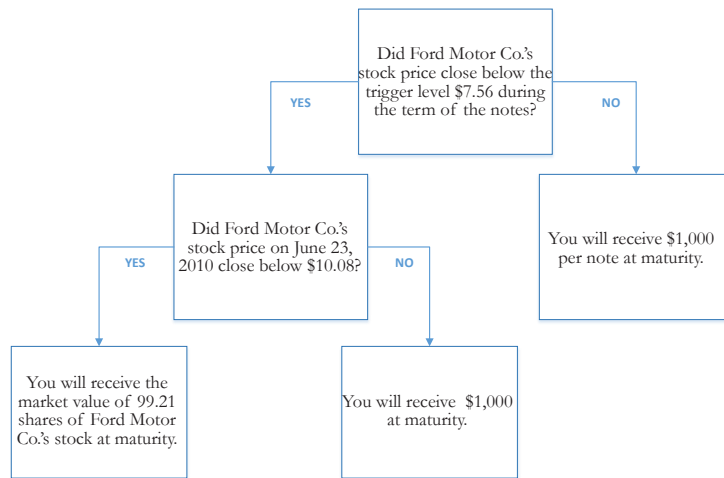 Did Ford Motor Co.'s
stock price close below the
trigger level $7.56 during
the term of the notes?
YES
NO
Did Ford Motor Co.'s
stock price on June 23,
2010 close below $10.08?
You will receive $1,000
per note at maturity.
YES
NO
You will receive the
market value of 99.21
shares of Ford Motor
Co.'s stock at maturity.
You will receive $1,000
at maturity.